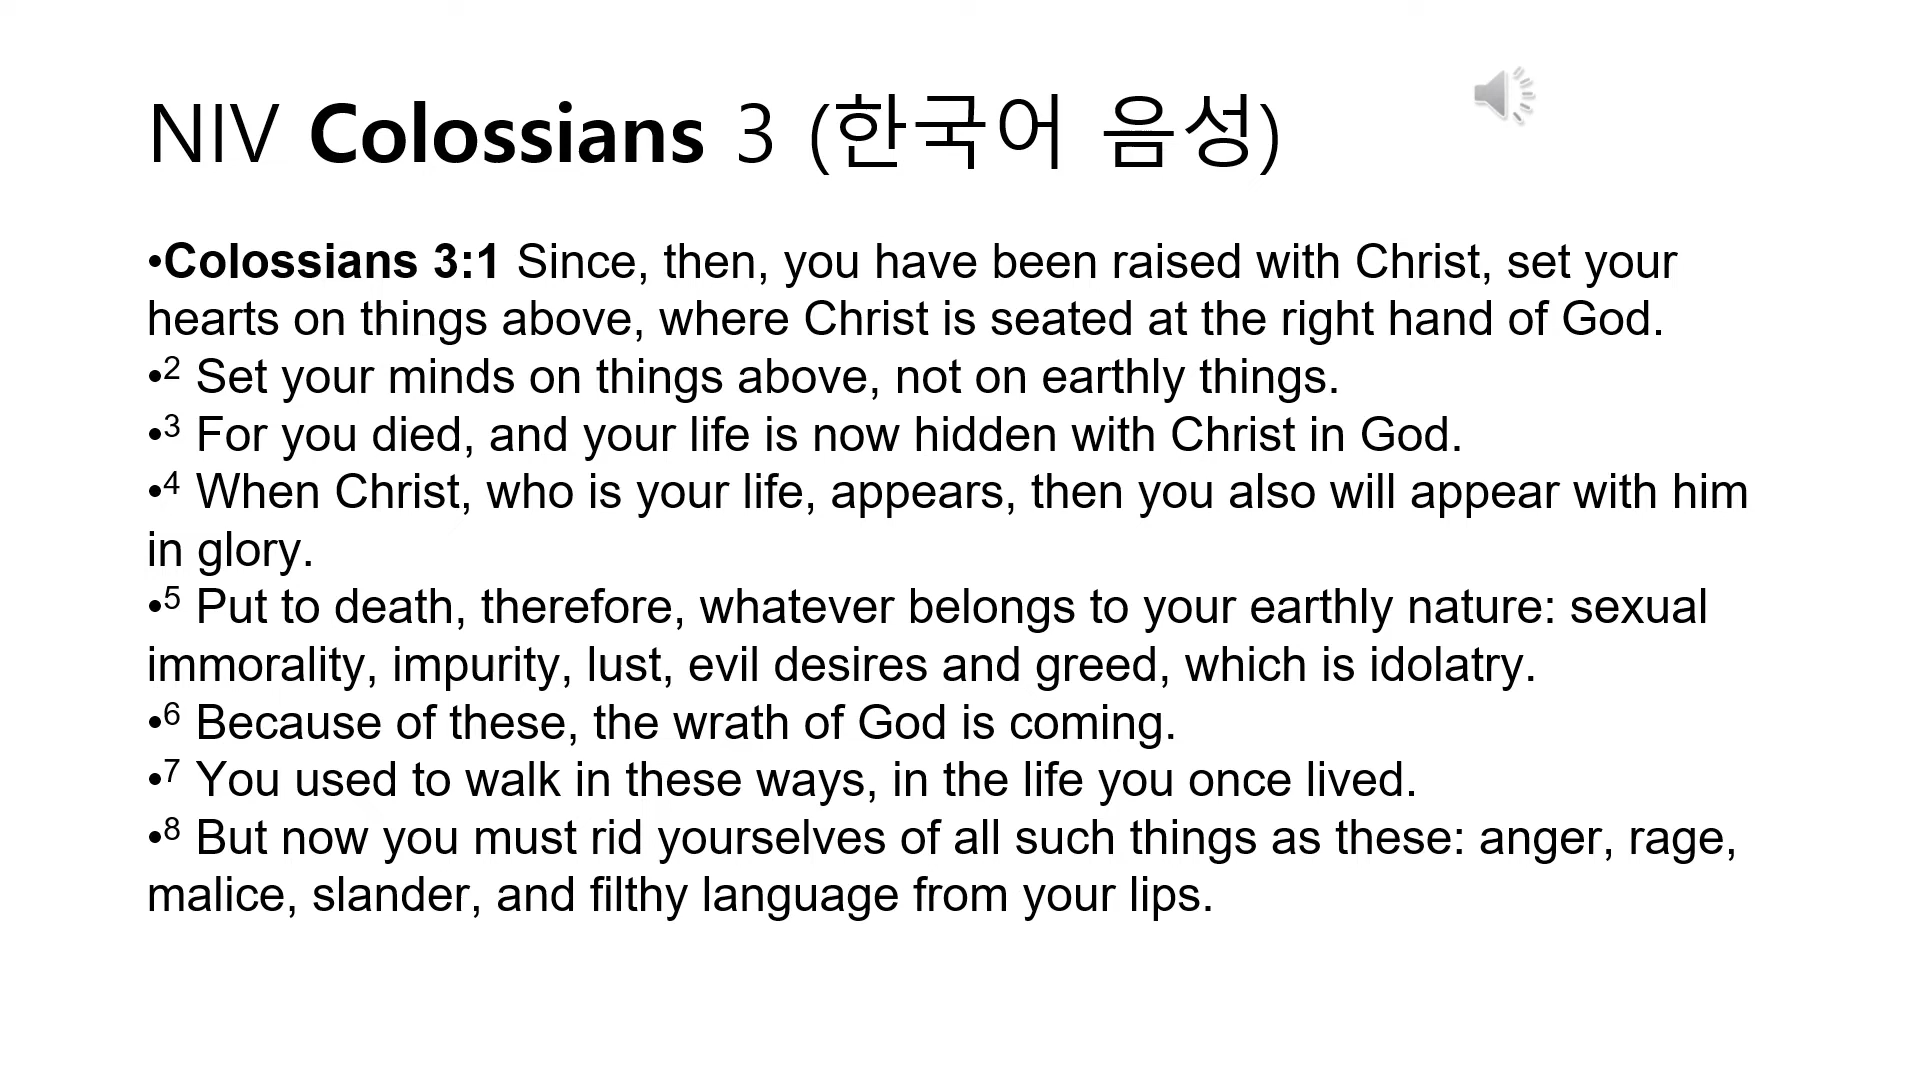 NIV Colossians 3 (한국어 음성)
•Colossians 3:1 Since, then, you have been raised with Christ, set your
hearts on things above, where Christ is seated at the right hand of God.
•2 Set your minds on things above, not on earthly things.
•3 For you died, and your life is now hidden with Christ in God.
•4 When Christ, who is your life, appears, then you also will appear with him
in glory.
•5 Put to death, therefore, whatever belongs to your earthly nature: sexual
immorality, impurity, lust, evil desires and greed, which is idolatry.
•6 Because of these, the wrath of God is coming.
•7 You used to walk in these ways, in the life you once lived.
•8 But now you must rid yourselves of all such things as these: anger, rage,
malice, slander, and filthy language from your lips.